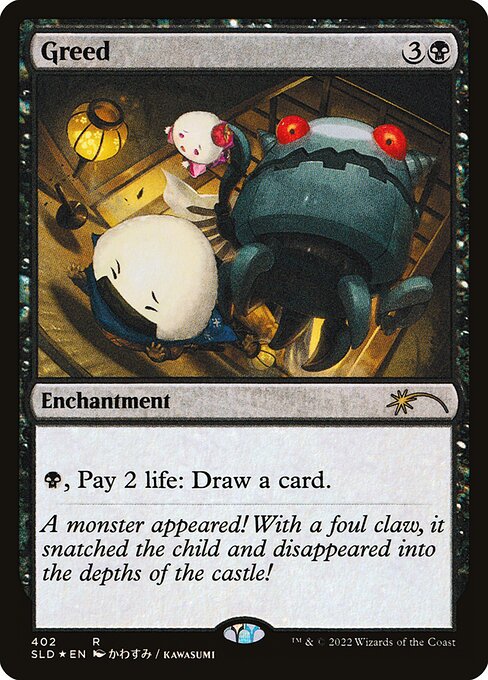 Greed 3
Enchantment
, Pay 2 life: Draw a card.
A monster appeared! With a foul claw, it
snatched the child and disappeared into
the depths of the castle!
402 R
SLD ★ EN かわすみ / KAWASUMI
™ & © 2022 Wizards of the Coast